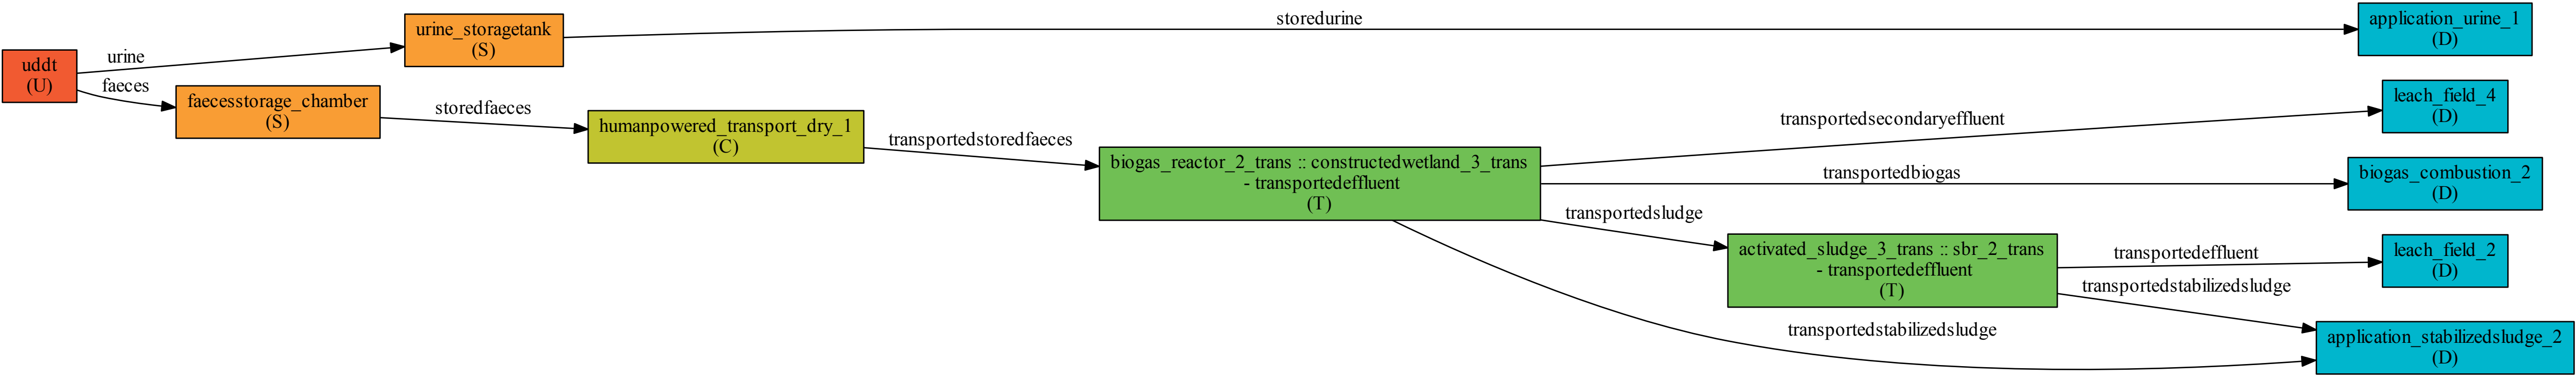 uddt
(U)
urine
faeces
urine_storagetank
(S)
faecesstorage_chamber
(S)
storedurine
storedfaeces
humanpowered_transport_dry_1
(C)
transportedstoredfaeces
biogas_reactor_2_trans :: constructedwetland_3_trans
- transportedeffluent
(T)
transportedsecondaryeffluent
transportedbiogas
transportedsludge
transportedstabilizedsludge
activated_sludge_3_trans :: sbr_2_trans
- transportedeffluent
(T)
transportedeffluent
transportedstabilizedsludge
application_urine_1
(D)
leach_field_4
(D)
biogas_combustion_2
(D)
leach_field_2
(D)
application_stabilizedsludge_2
(D)